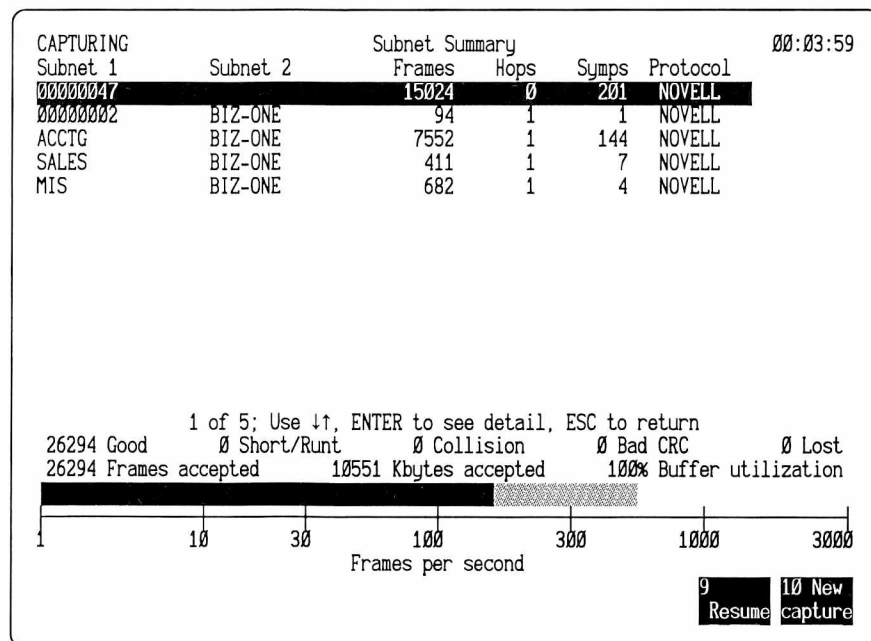 CAPTURING Subnet Summary 00:03:59
Subnet 1 Subnet 2 Frames Hops Symps Protocol
00000047 15024 0 201 NOVELL
00000002 BIZ-ONE 94 1 1 NOVELL
ACCTG BIZ-ONE 7552 1 144 NOVELL
SALES BIZ-ONE 411 1 7 NOVELL
MIS BIZ-ONE 682 1 4 NOVELL
1 of 5; Use ↓↑, ENTER to see detail, ESC to return
26294 Good 0 Short/Runt 0 Collision 0 Bad CRC 0 Lost
26294 Frames accepted 10551 Kbytes accepted 100% Buffer utilization
1 10 30 100 300 1000 3000
Frames per second
9 10 New
Resume capture